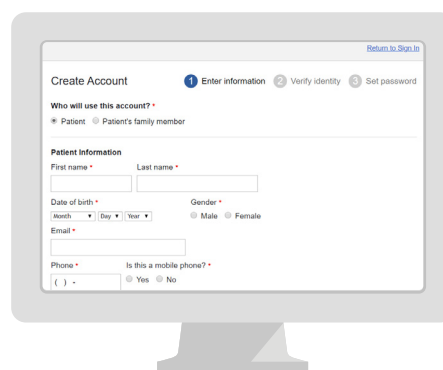 Return to Sign In
Create Account 1 Enter information 2 Verify identity 3 Set password
Who will use this account? *
Patient Patient's family member
Patient Information
First name * Last name *
Date of birth * Gender *
Month Day Year Male Female
Email *
Phone * Is this a mobile phone? *
( ) - Yes No